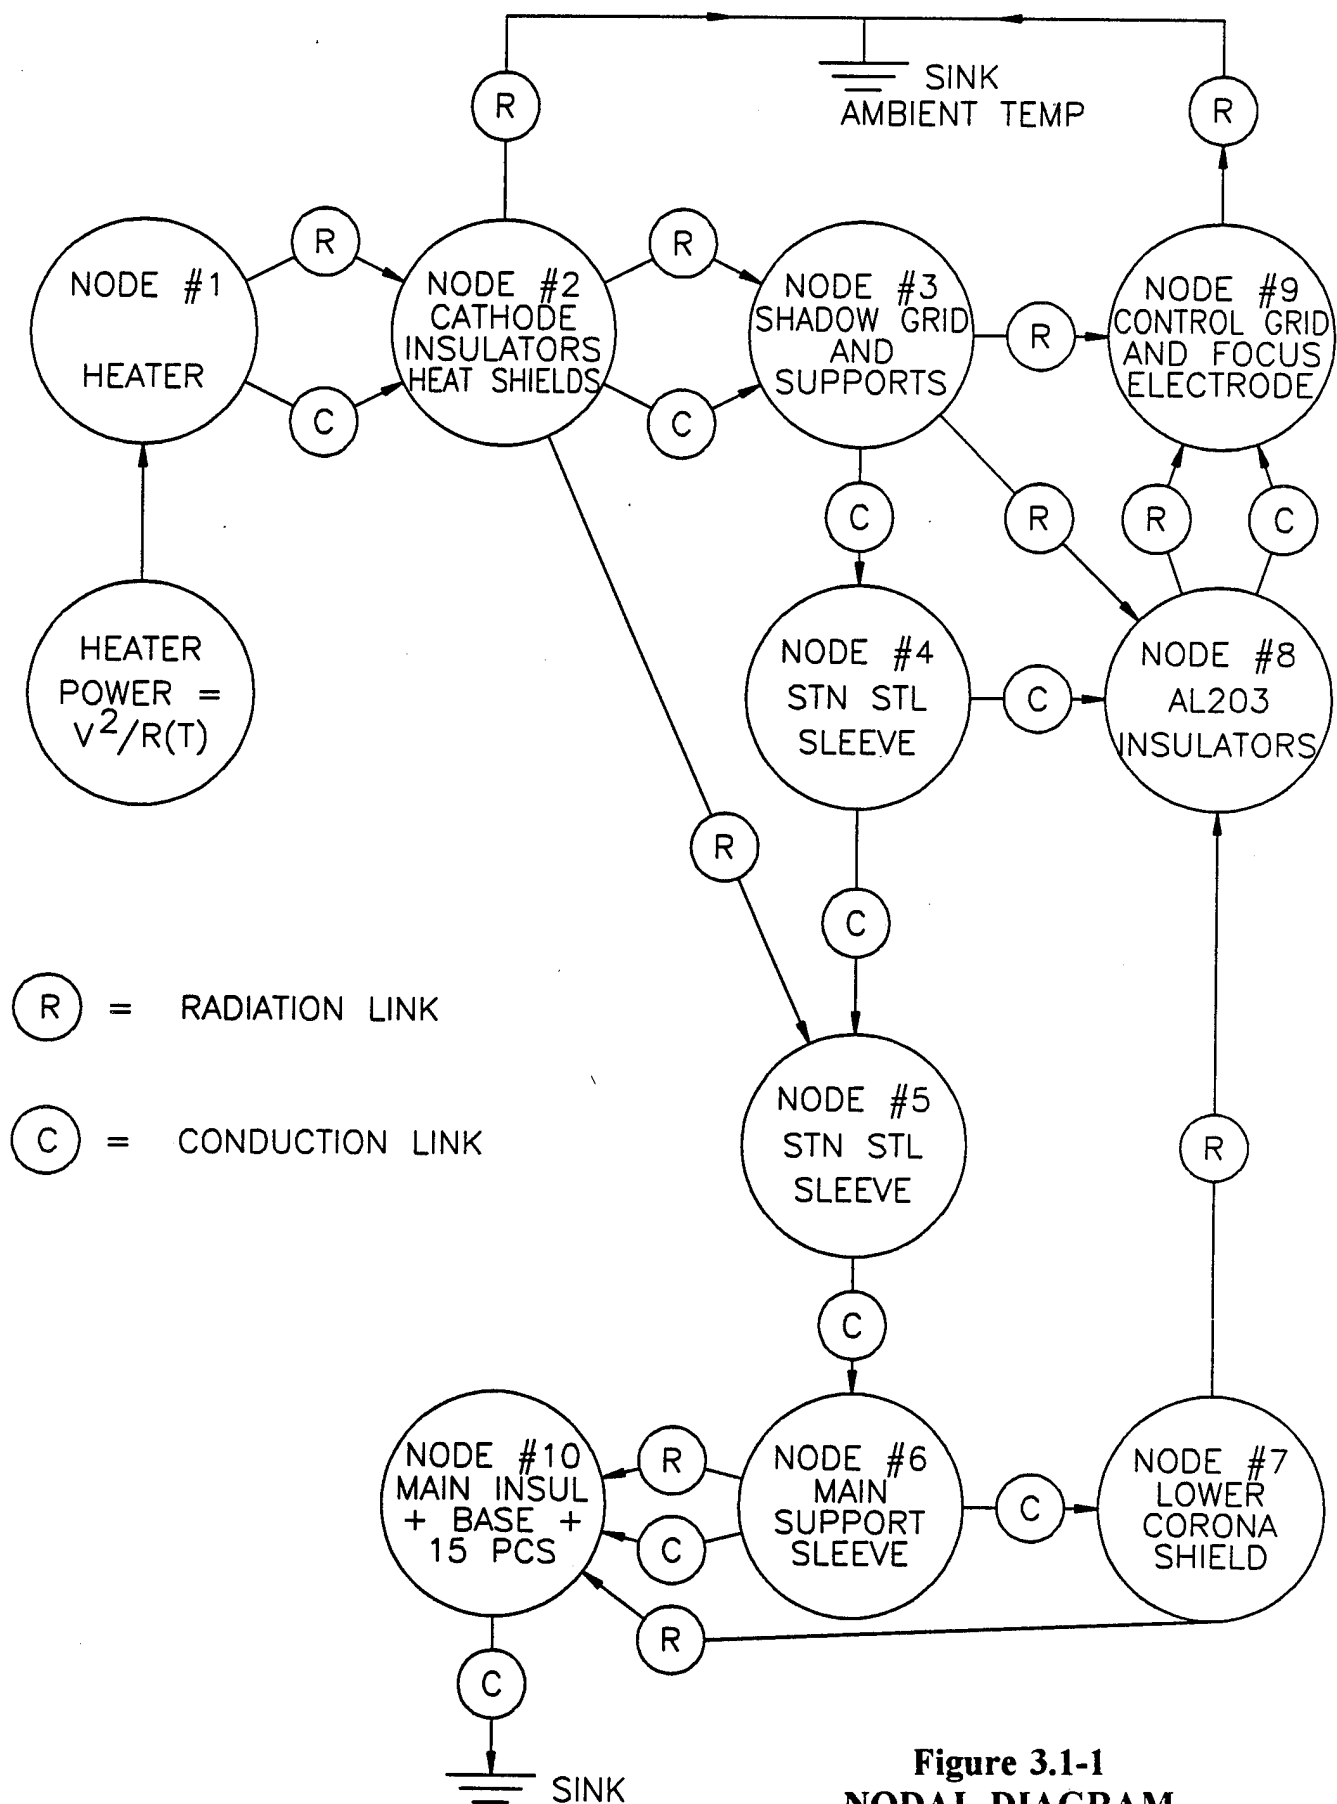 R
SINK
AMBIENT TEMP
R
NODE #1
HEATER
R
C
NODE #2
CATHODE
INSULATORS
HEAT SHIELDS
R
C
NODE #3
SHADOW GRID
AND
SUPPORTS
R
NODE #9
CONTROL GRID
AND FOCUS
ELECTRODE
C
R
R
C
HEATER
POWER =
V²/R(T)
NODE #4
STN STL
SLEEVE
C
NODE #8
AL203
INSULATORS
R
C
R = RADIATION LINK
C = CONDUCTION LINK
NODE #5
STN STL
SLEEVE
R
C
NODE #10
MAIN INSUL
+ BASE +
15 PCS
R
C
NODE #6
MAIN
SUPPORT
SLEEVE
C
NODE #7
LOWER
CORONA
SHIELD
R
C
SINK
Figure 3.1-1
NODAL DIAGRAM